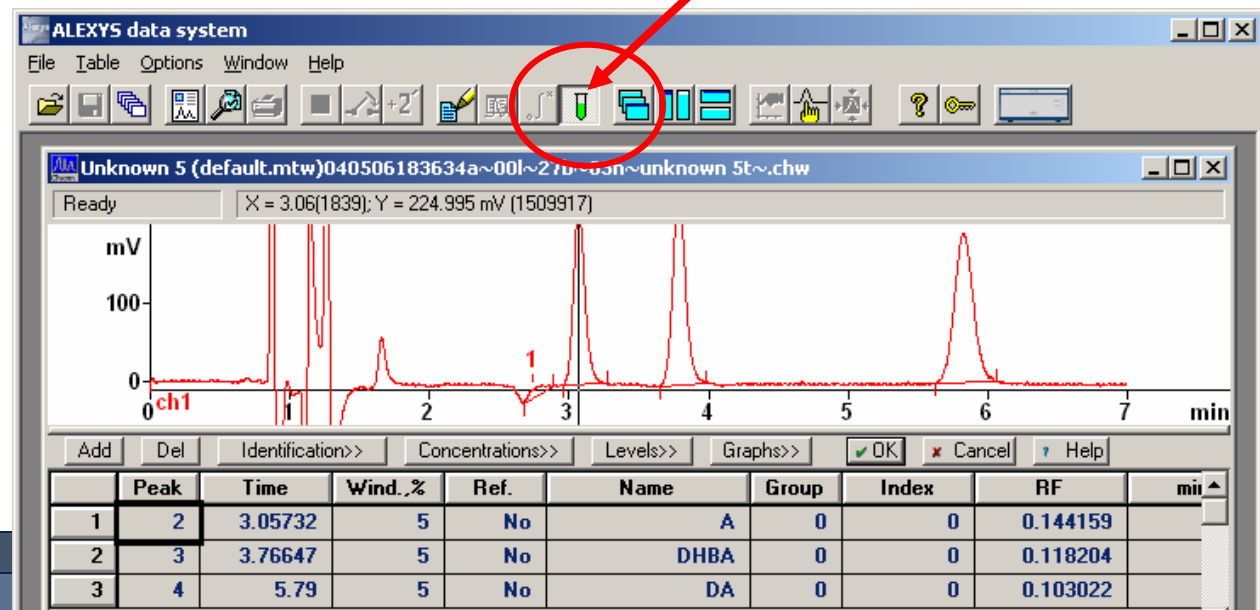 ALEXYS data system
File Table Options Window Help
+2'
Unknown 5 (default.mtw)040506183634a~00l~27b~03n~unknown 5t~.chw
Ready X = 3.06(1839); Y = 224.995 mV (1509917)
mV
100
1
0
ch1
0 1 2 3 4 5 6 7 min
Add Del Identification>> Concentrations>> Levels>> Graphs>> OK Cancel ? Help
Peak Time Wind.,% Ref. Name Group Index RF
1 2 3.05732 5 No A 0 0 0.144159
2 3 3.76647 5 No DHBA 0 0 0.118204
3 4 5.79 5 No DA 0 0 0.103022